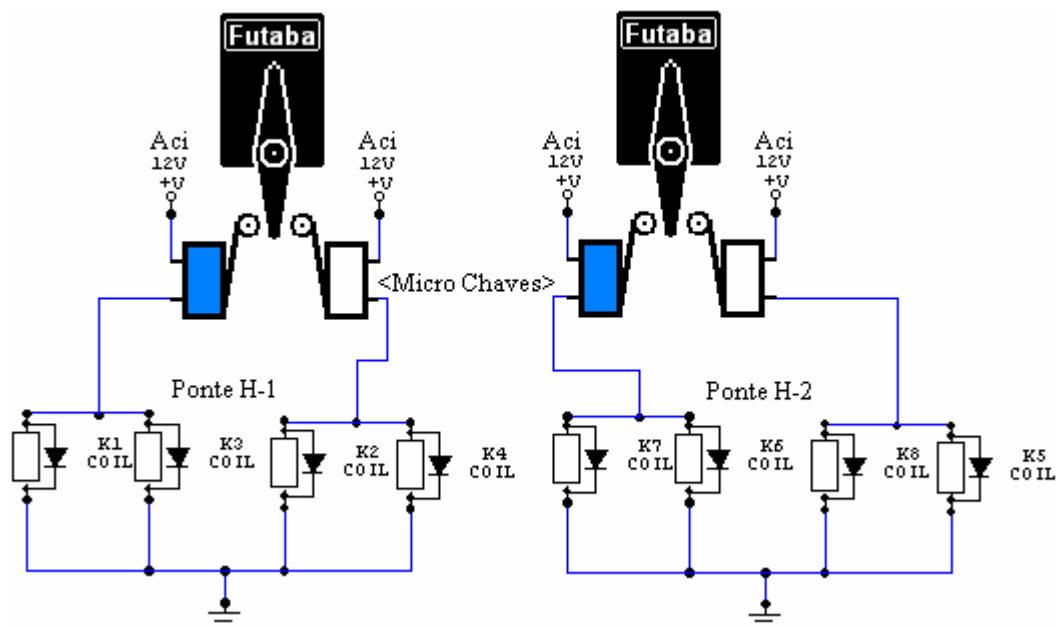 Futaba
Futaba
Aci
12V
+V
Aci
12V
+V
Aci
12V
+V
Aci
12V
+V
<Micro Chaves>
Ponte H-1
Ponte H-2
K1
COIL
K3
COIL
K2
COIL
K4
COIL
K7
COIL
K6
COIL
K8
COIL
K5
COIL